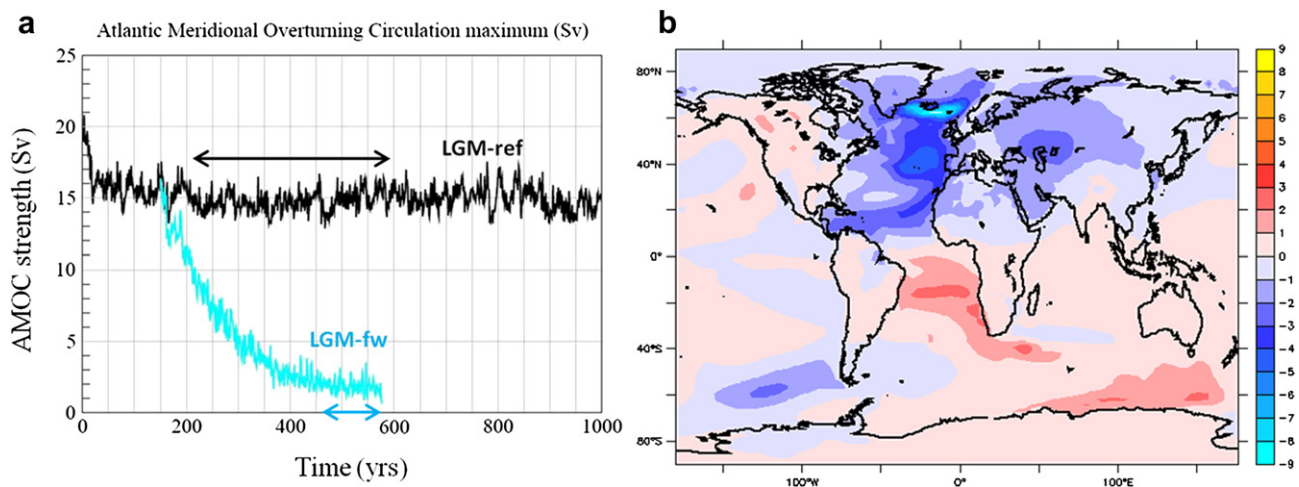 a
Atlantic Meridional Overturning Circulation maximum (Sv)
25
20
15
10
5
0
AMOC strength (Sv)
LGM-ref
LGM-fw
0 200 400 600 800 1000
Time (yrs)
b
80°N
40°N
0°
40°S
80°S
100°W 0° 100°E
9
8
7
6
5
4
3
2
1
0
-1
-2
-3
-4
-5
-6
-7
-8
-9